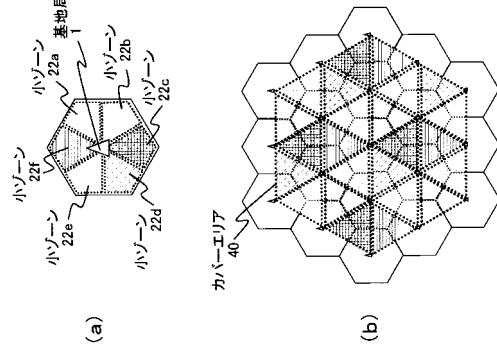 (a)
基地局
1
小ゾーン
22a
小ゾーン
22b
小ゾーン
22c
小ゾーン
22d
小ゾーン
22e
小ゾーン
22f
(b)
カバーエリア
40